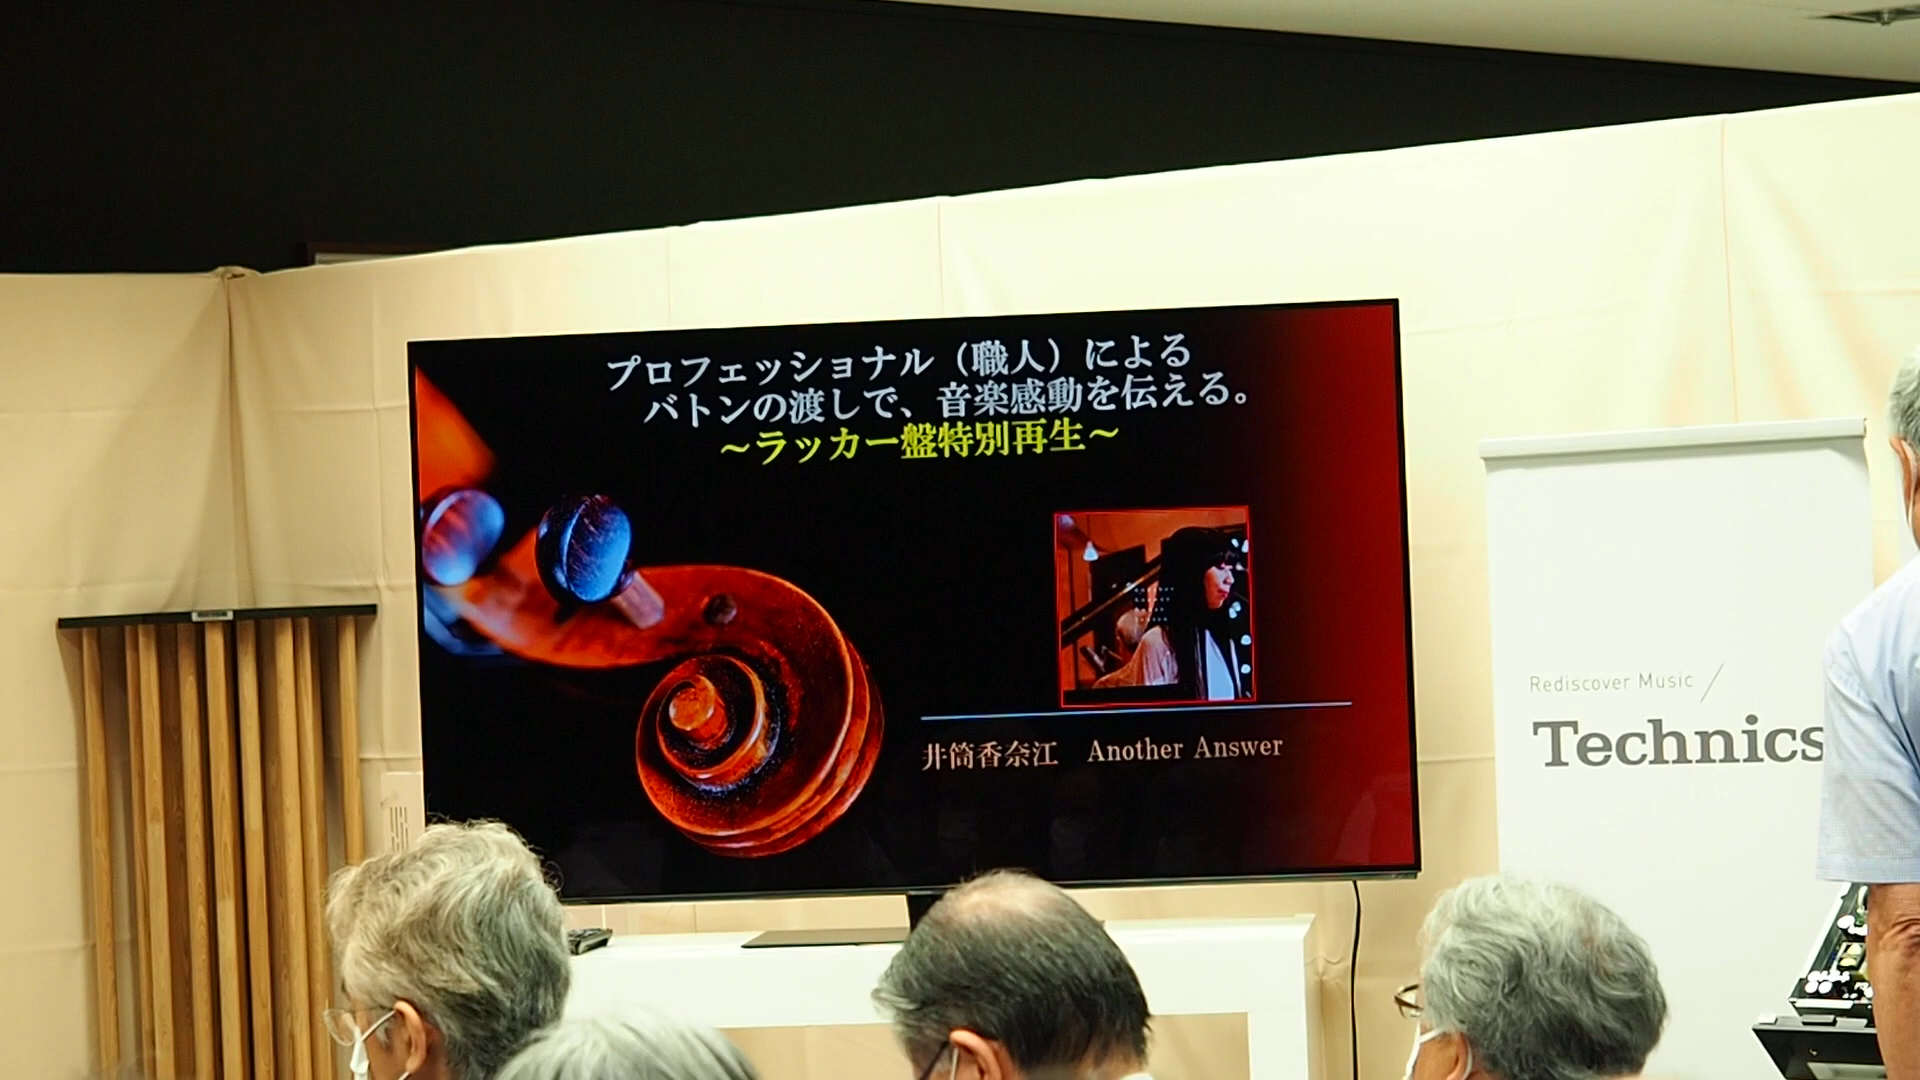 プロフェッショナル（職人）による
バトンの渡しで、音楽感動を伝える。
～ラッカー盤特別再生～
井筒香奈江　Another Answer
Rediscover Music /
Technics